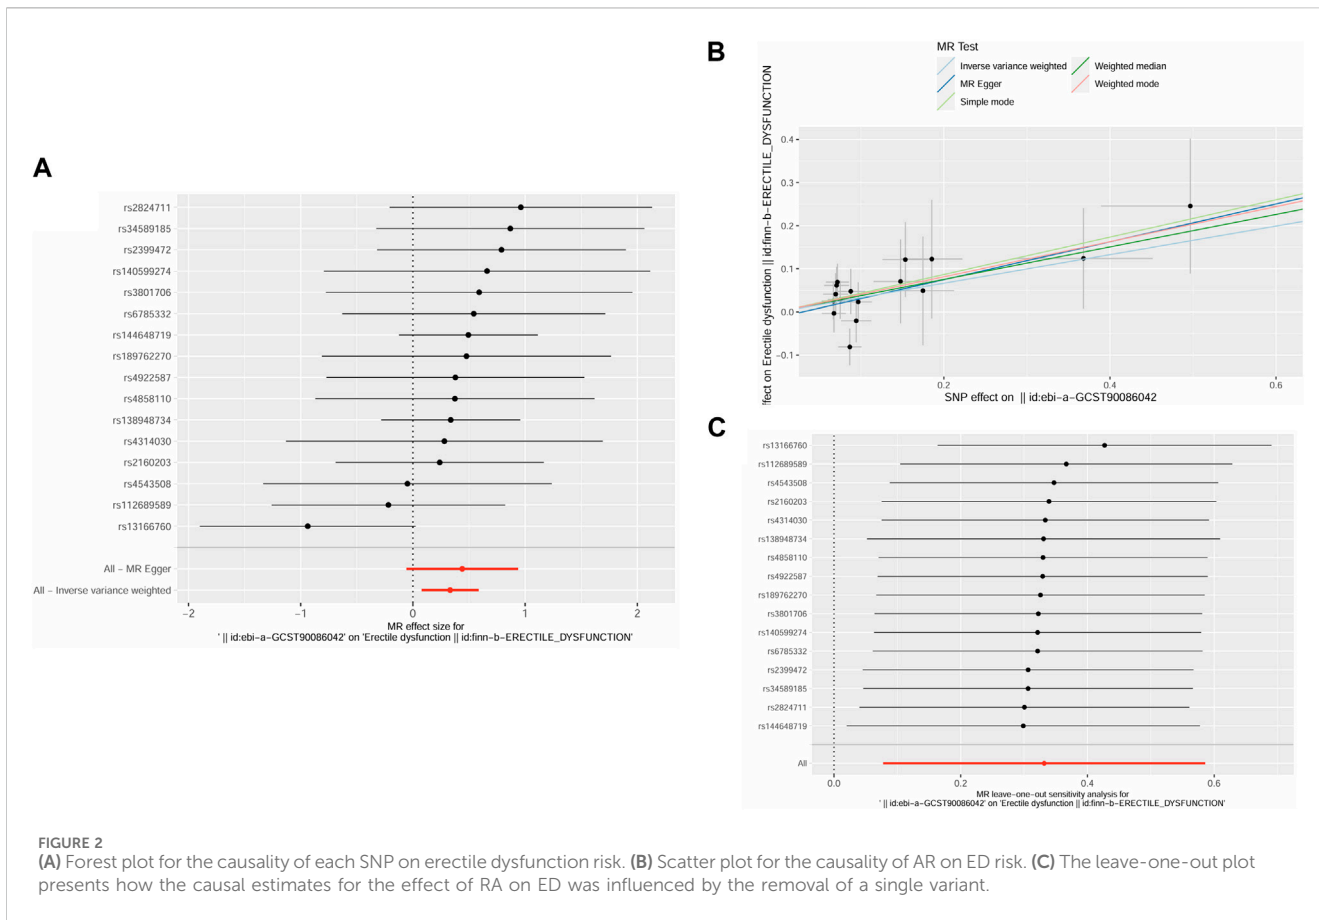 A
rs2824711
rs34589185
rs2399472
rs140599274
rs3801706
rs6785332
rs144648719
rs189762270
rs4922587
rs4858110
rs138948734
rs4314030
rs2160203
rs4543508
rs112689589
rs13166760
All – MR Egger
All – Inverse variance weighted
−2 −1 0 1 2
MR effect size for
' || id:ebi-a-GCST90086042' on 'Erectile dysfunction || id:finn-b-ERECTILE_DYSFUNCTION'
B
MR Test
Inverse variance weighted
Weighted median
MR Egger
Weighted mode
Simple mode
ffect on Erectile dysfunction || id:finn-b-ERECTILE_DYSFUNCTION
0.4
0.3
0.2
0.1
0.0
−0.1
0.2 0.4 0.6
SNP effect on || id:ebi-a-GCST90086042
C
rs13166760
rs112689589
rs4543508
rs2160203
rs4314030
rs138948734
rs4858110
rs4922587
rs189762270
rs3801706
rs140599274
rs6785332
rs2399472
rs34589185
rs2824711
rs144648719
All
0.0 0.2 0.4 0.6
MR leave-one-out sensitivity analysis for
' || id:ebi-a-GCST90086042' on 'Erectile dysfunction || id:finn-b-ERECTILE_DYSFUNCTION'
FIGURE 2
(A) Forest plot for the causality of each SNP on erectile dysfunction risk. (B) Scatter plot for the causality of AR on ED risk. (C) The leave-one-out plot
presents how the causal estimates for the effect of RA on ED was influenced by the removal of a single variant.